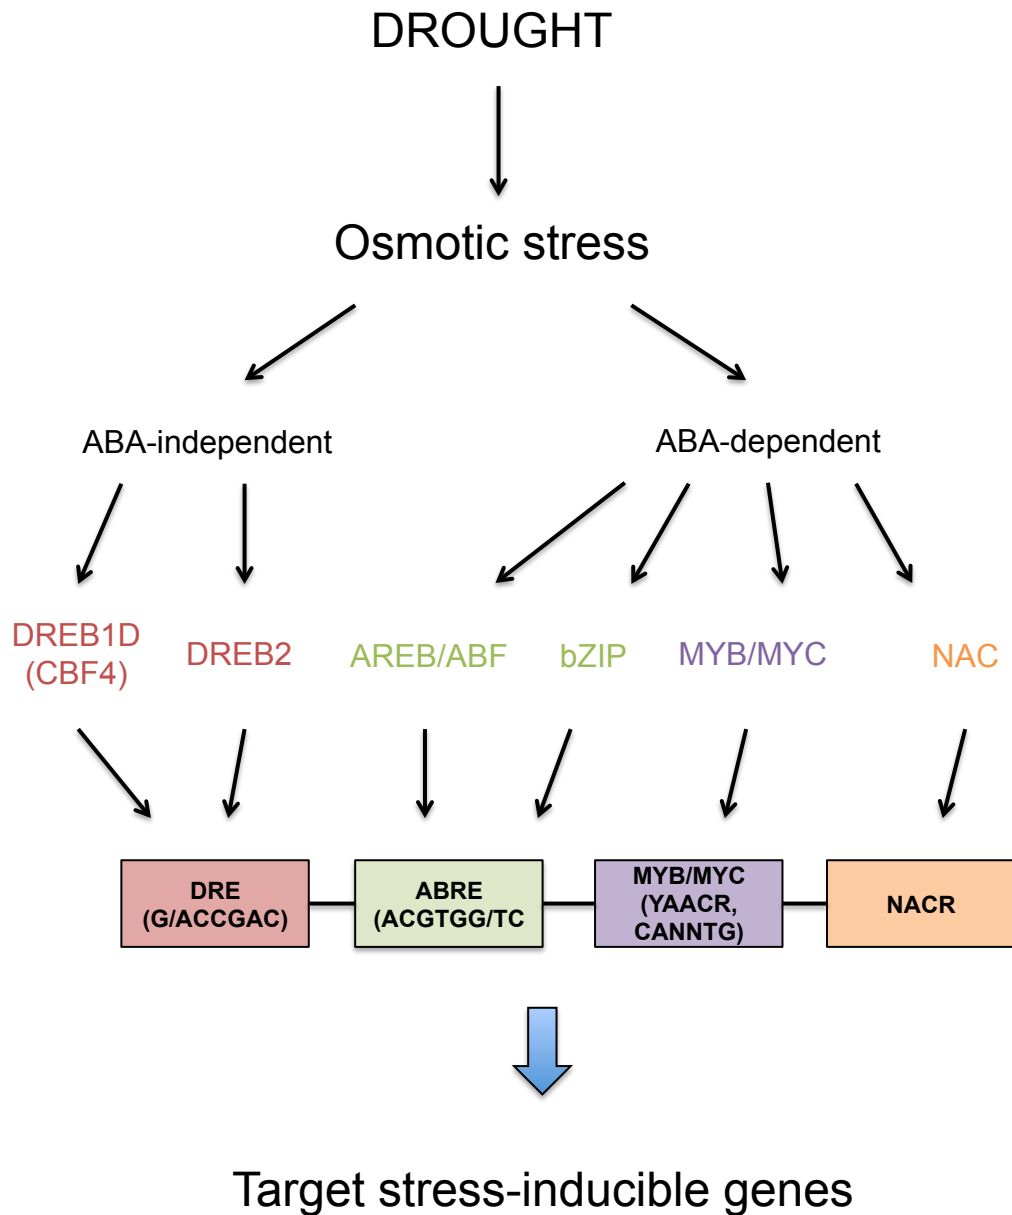 DROUGHT
Osmotic stress
ABA-independent
ABA-dependent
DREB1D
(CBF4)
DREB2
AREB/ABF
bZIP
MYB/MYC
NAC
DRE
(G/ACCGAC)
ABRE
(ACGTGG/TC
MYB/MYC
(YAACR,
CANNTG)
NACR
Target stress-inducible genes